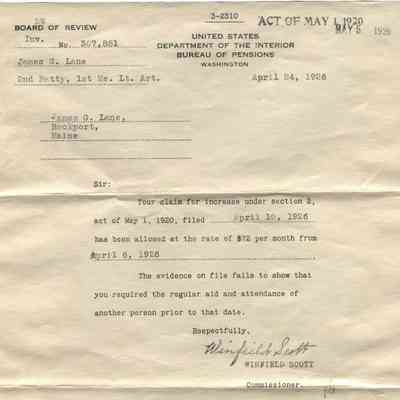 3-2310
ACT OF MAY 1, 1920
BOARD OF REVIEW
MAY 5 1926
Inv. No. 367,881
UNITED STATES
DEPARTMENT OF THE INTERIOR
BUREAU OF PENSIONS
WASHINGTON
James G. Lane
2nd Batty, 1st Me. Lt. Art.
April 24, 1926
James G. Lane,
Rockport,
Maine
Sir:
Your claim for increase under section 2,
act of May 1, 1920, filed April 10, 1926
has been allowed at the rate of $72 per month from
April 6, 1926
The evidence on file fails to show that
you required the regular aid and attendance of
another person prior to that date.
Respectfully,
Winfield Scott
WINFIELD SCOTT
Commissioner.